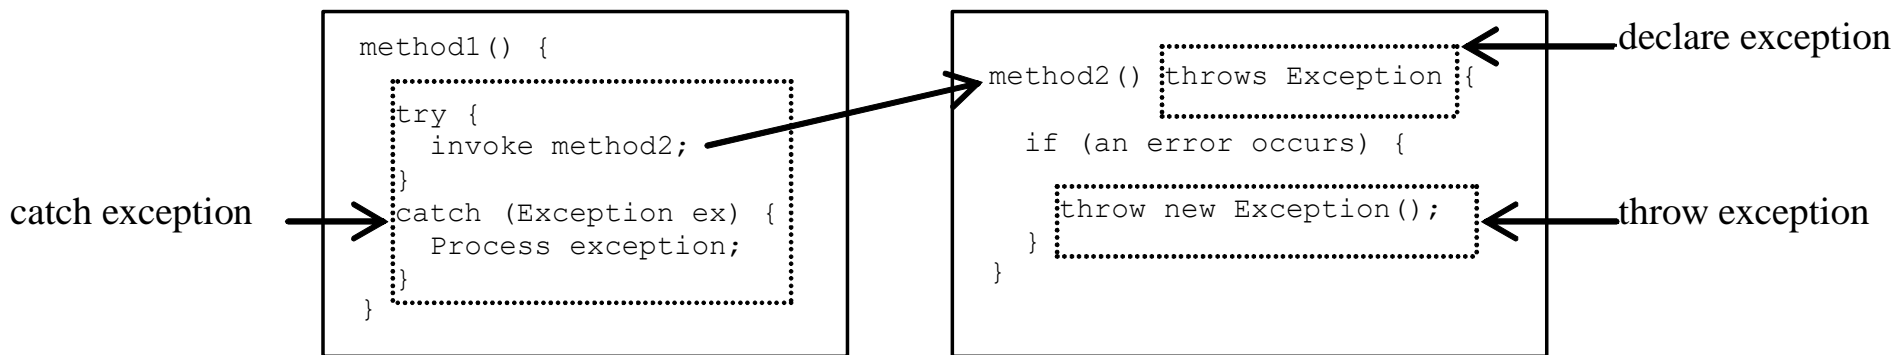 method1() {
try {
invoke method2;
}
catch (Exception ex) {
Process exception;
}
}
catch exception
declare exception
method2() throws Exception {
if (an error occurs) {
throw new Exception();
}
}
throw exception